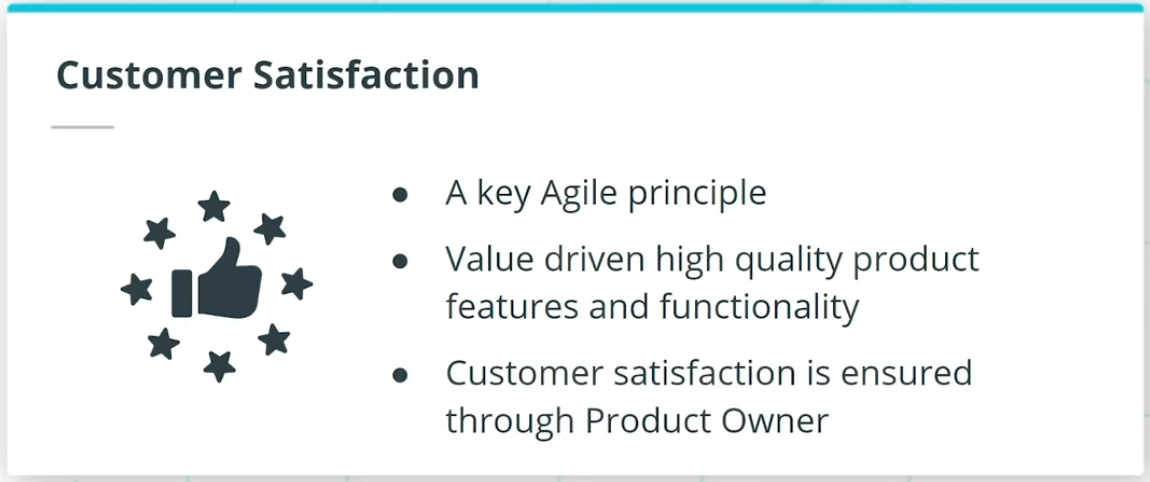 Customer Satisfaction
● A key Agile principle
● Value driven high quality product
features and functionality
● Customer satisfaction is ensured
through Product Owner